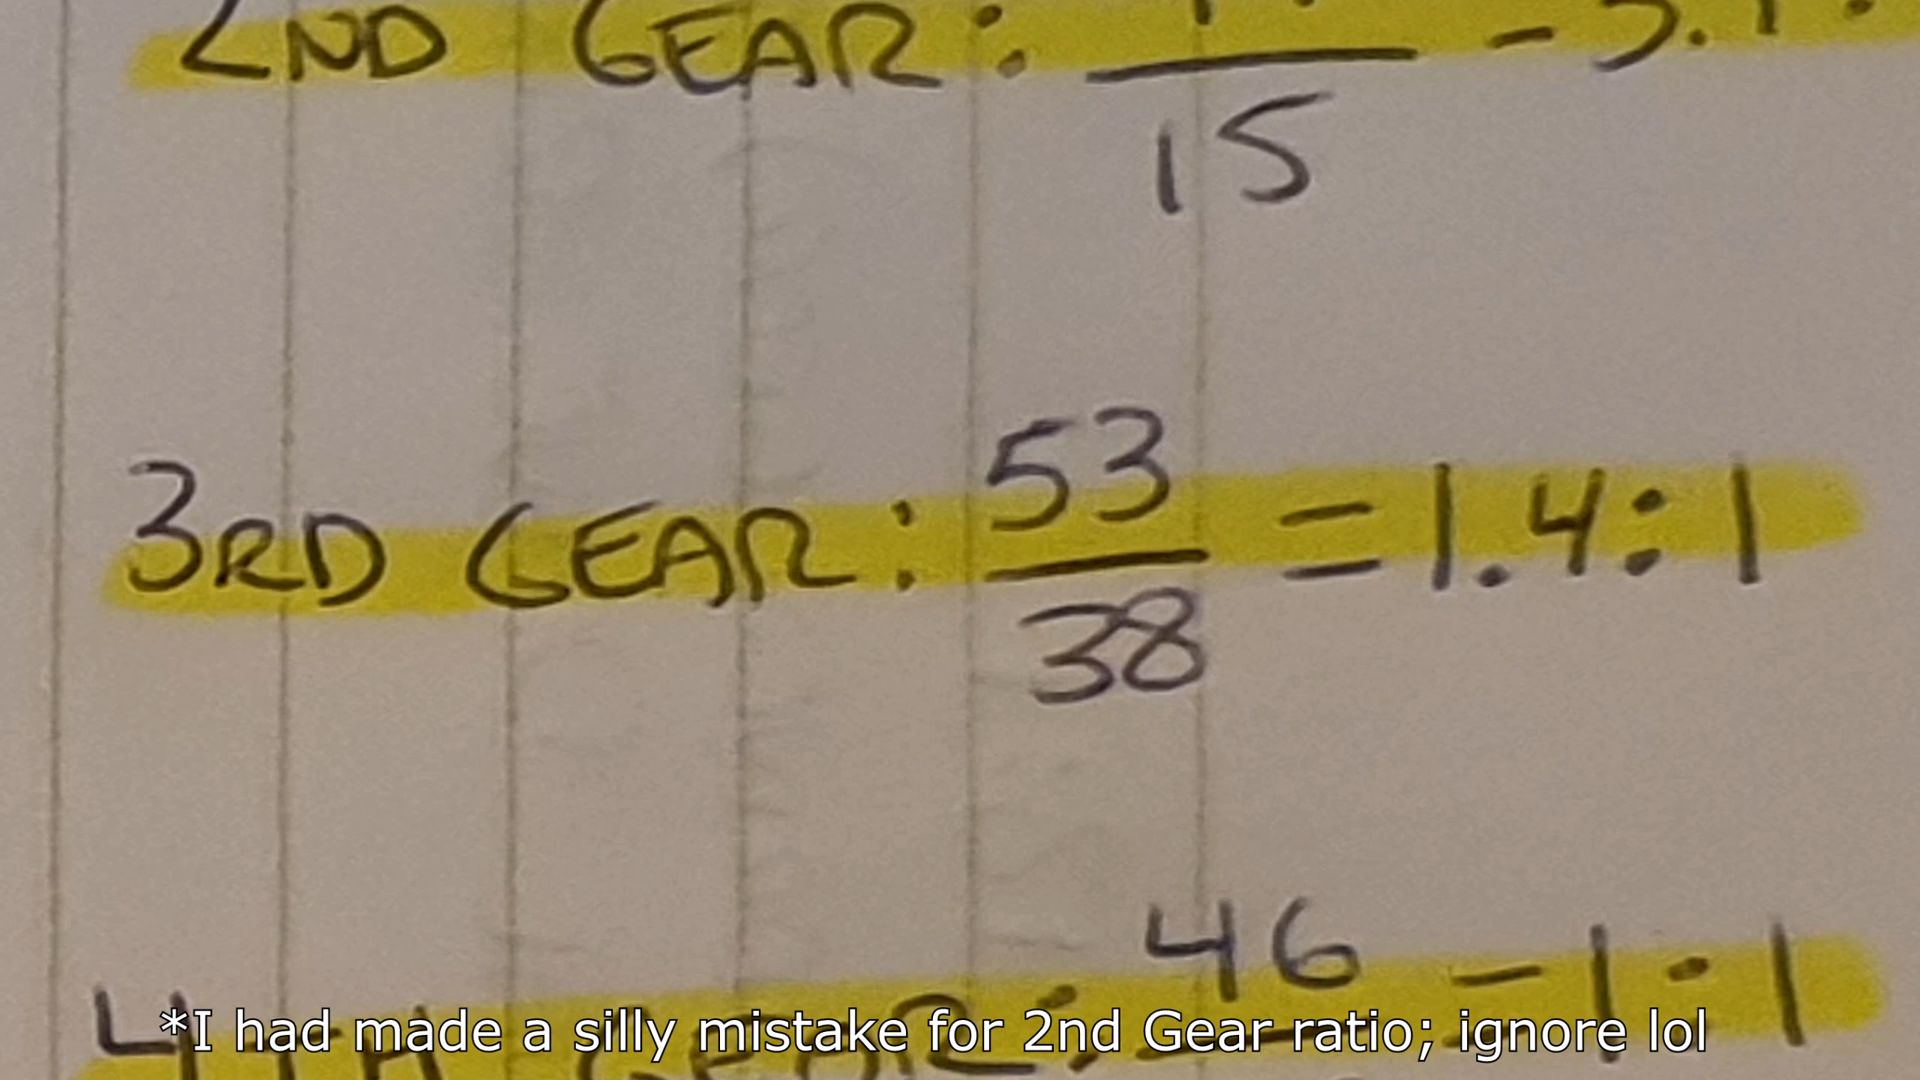 2ND GEAR:
15
53
3RD GEAR: = 1.4:1
38
46
GEAR: 1:1
*I had made a silly mistake for 2nd Gear ratio; ignore lol